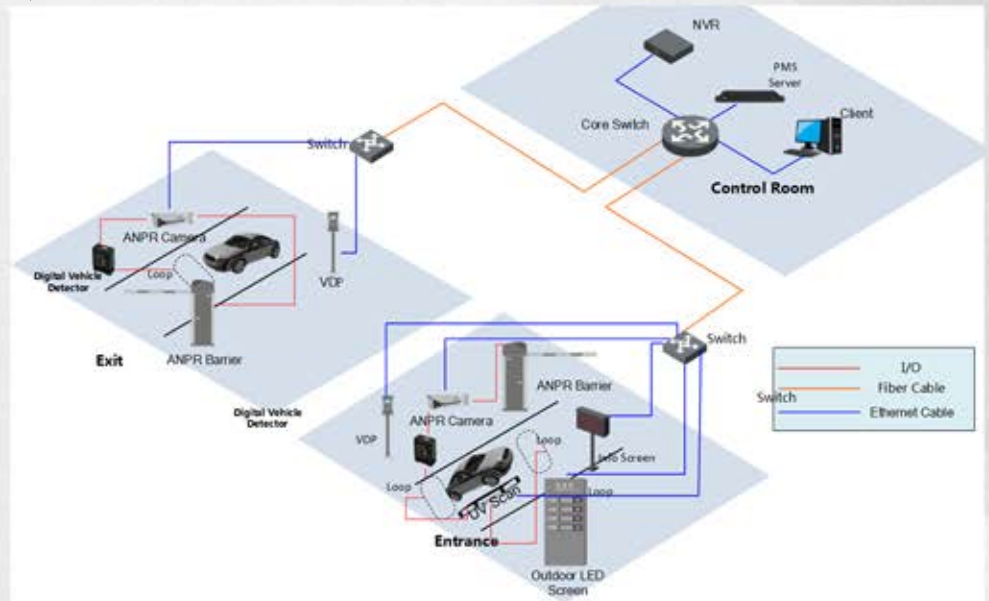 NVR
PMS
Server
Client
Core Switch
Control Room
Switch
ANPR Camera
Digital Vehicle
Detector
Loop
VDP
ANPR Barrier
Exit
Switch
I/O
Fiber Cable
Switch
Ethernet Cable
ANPR Barrier
Digital Vehicle
Detector
ANPR Camera
VDP
Loop
Info Screen
Loop
UV Scan
Loop
Entrance
Outdoor LED
Screen